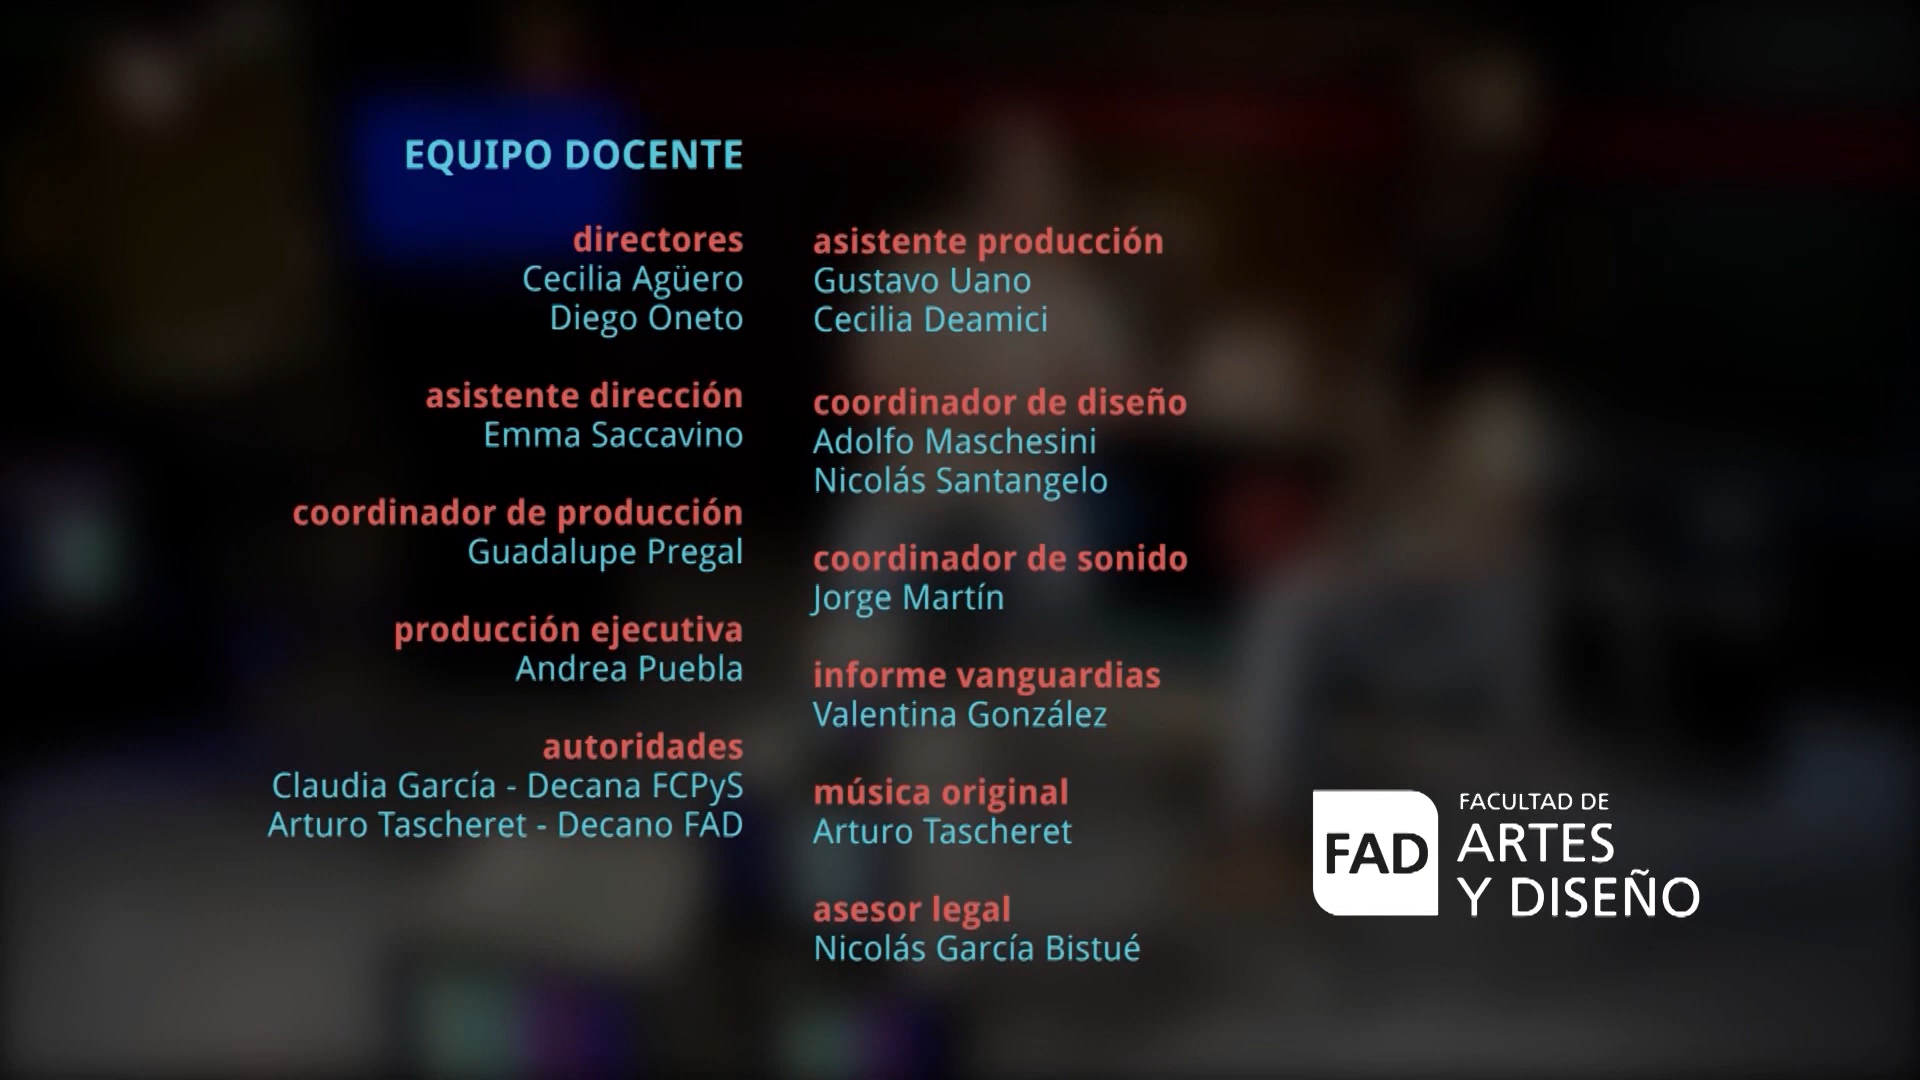 EQUIPO DOCENTE
directores
Cecilia Agüero
Diego Oneto
asistente dirección
Emma Saccavino
coordinador de producción
Guadalupe Pregal
producción ejecutiva
Andrea Puebla
autoridades
Claudia García - Decana FCPyS
Arturo Tascheret - Decano FAD
asistente producción
Gustavo Uano
Cecilia Deamici
coordinador de diseño
Adolfo Maschesini
Nicolás Santangelo
coordinador de sonido
Jorge Martín
informe vanguardias
Valentina González
música original
Arturo Tascheret
asesor legal
Nicolás García Bistué
FAD
FACULTAD DE
ARTES
Y DISEÑO